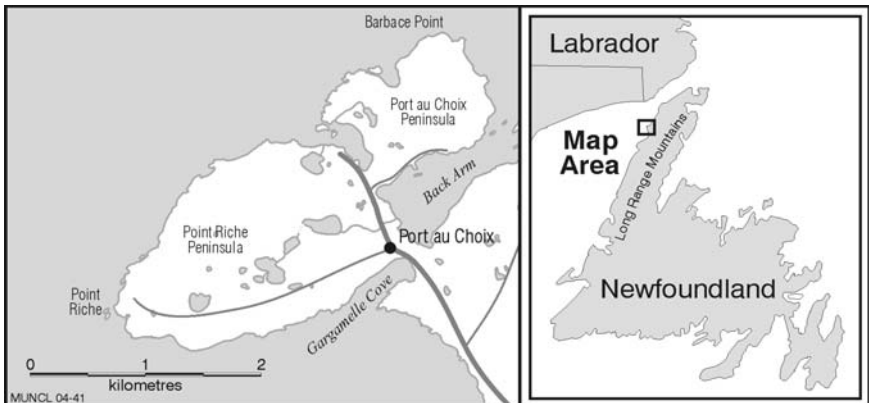 Barbace Point
Port au Choix
Peninsula
Back Arm
Point Riche
Peninsula
Port au Choix
Point
Riche
Gargamelle Cove
0 1 2
kilometres
MUNCL 04-41
Labrador
Map
Area
Long Range Mountains
Newfoundland